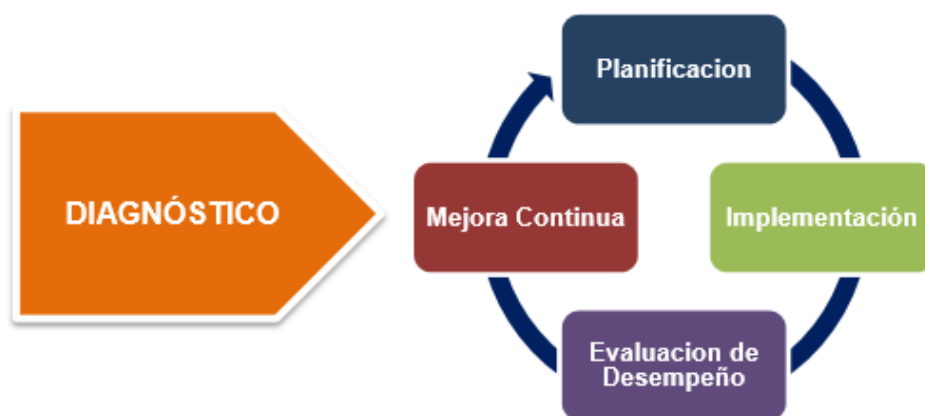 DIAGNÓSTICO
Planificacion
Implementación
Evaluacion de
Desempeño
Mejora Continua